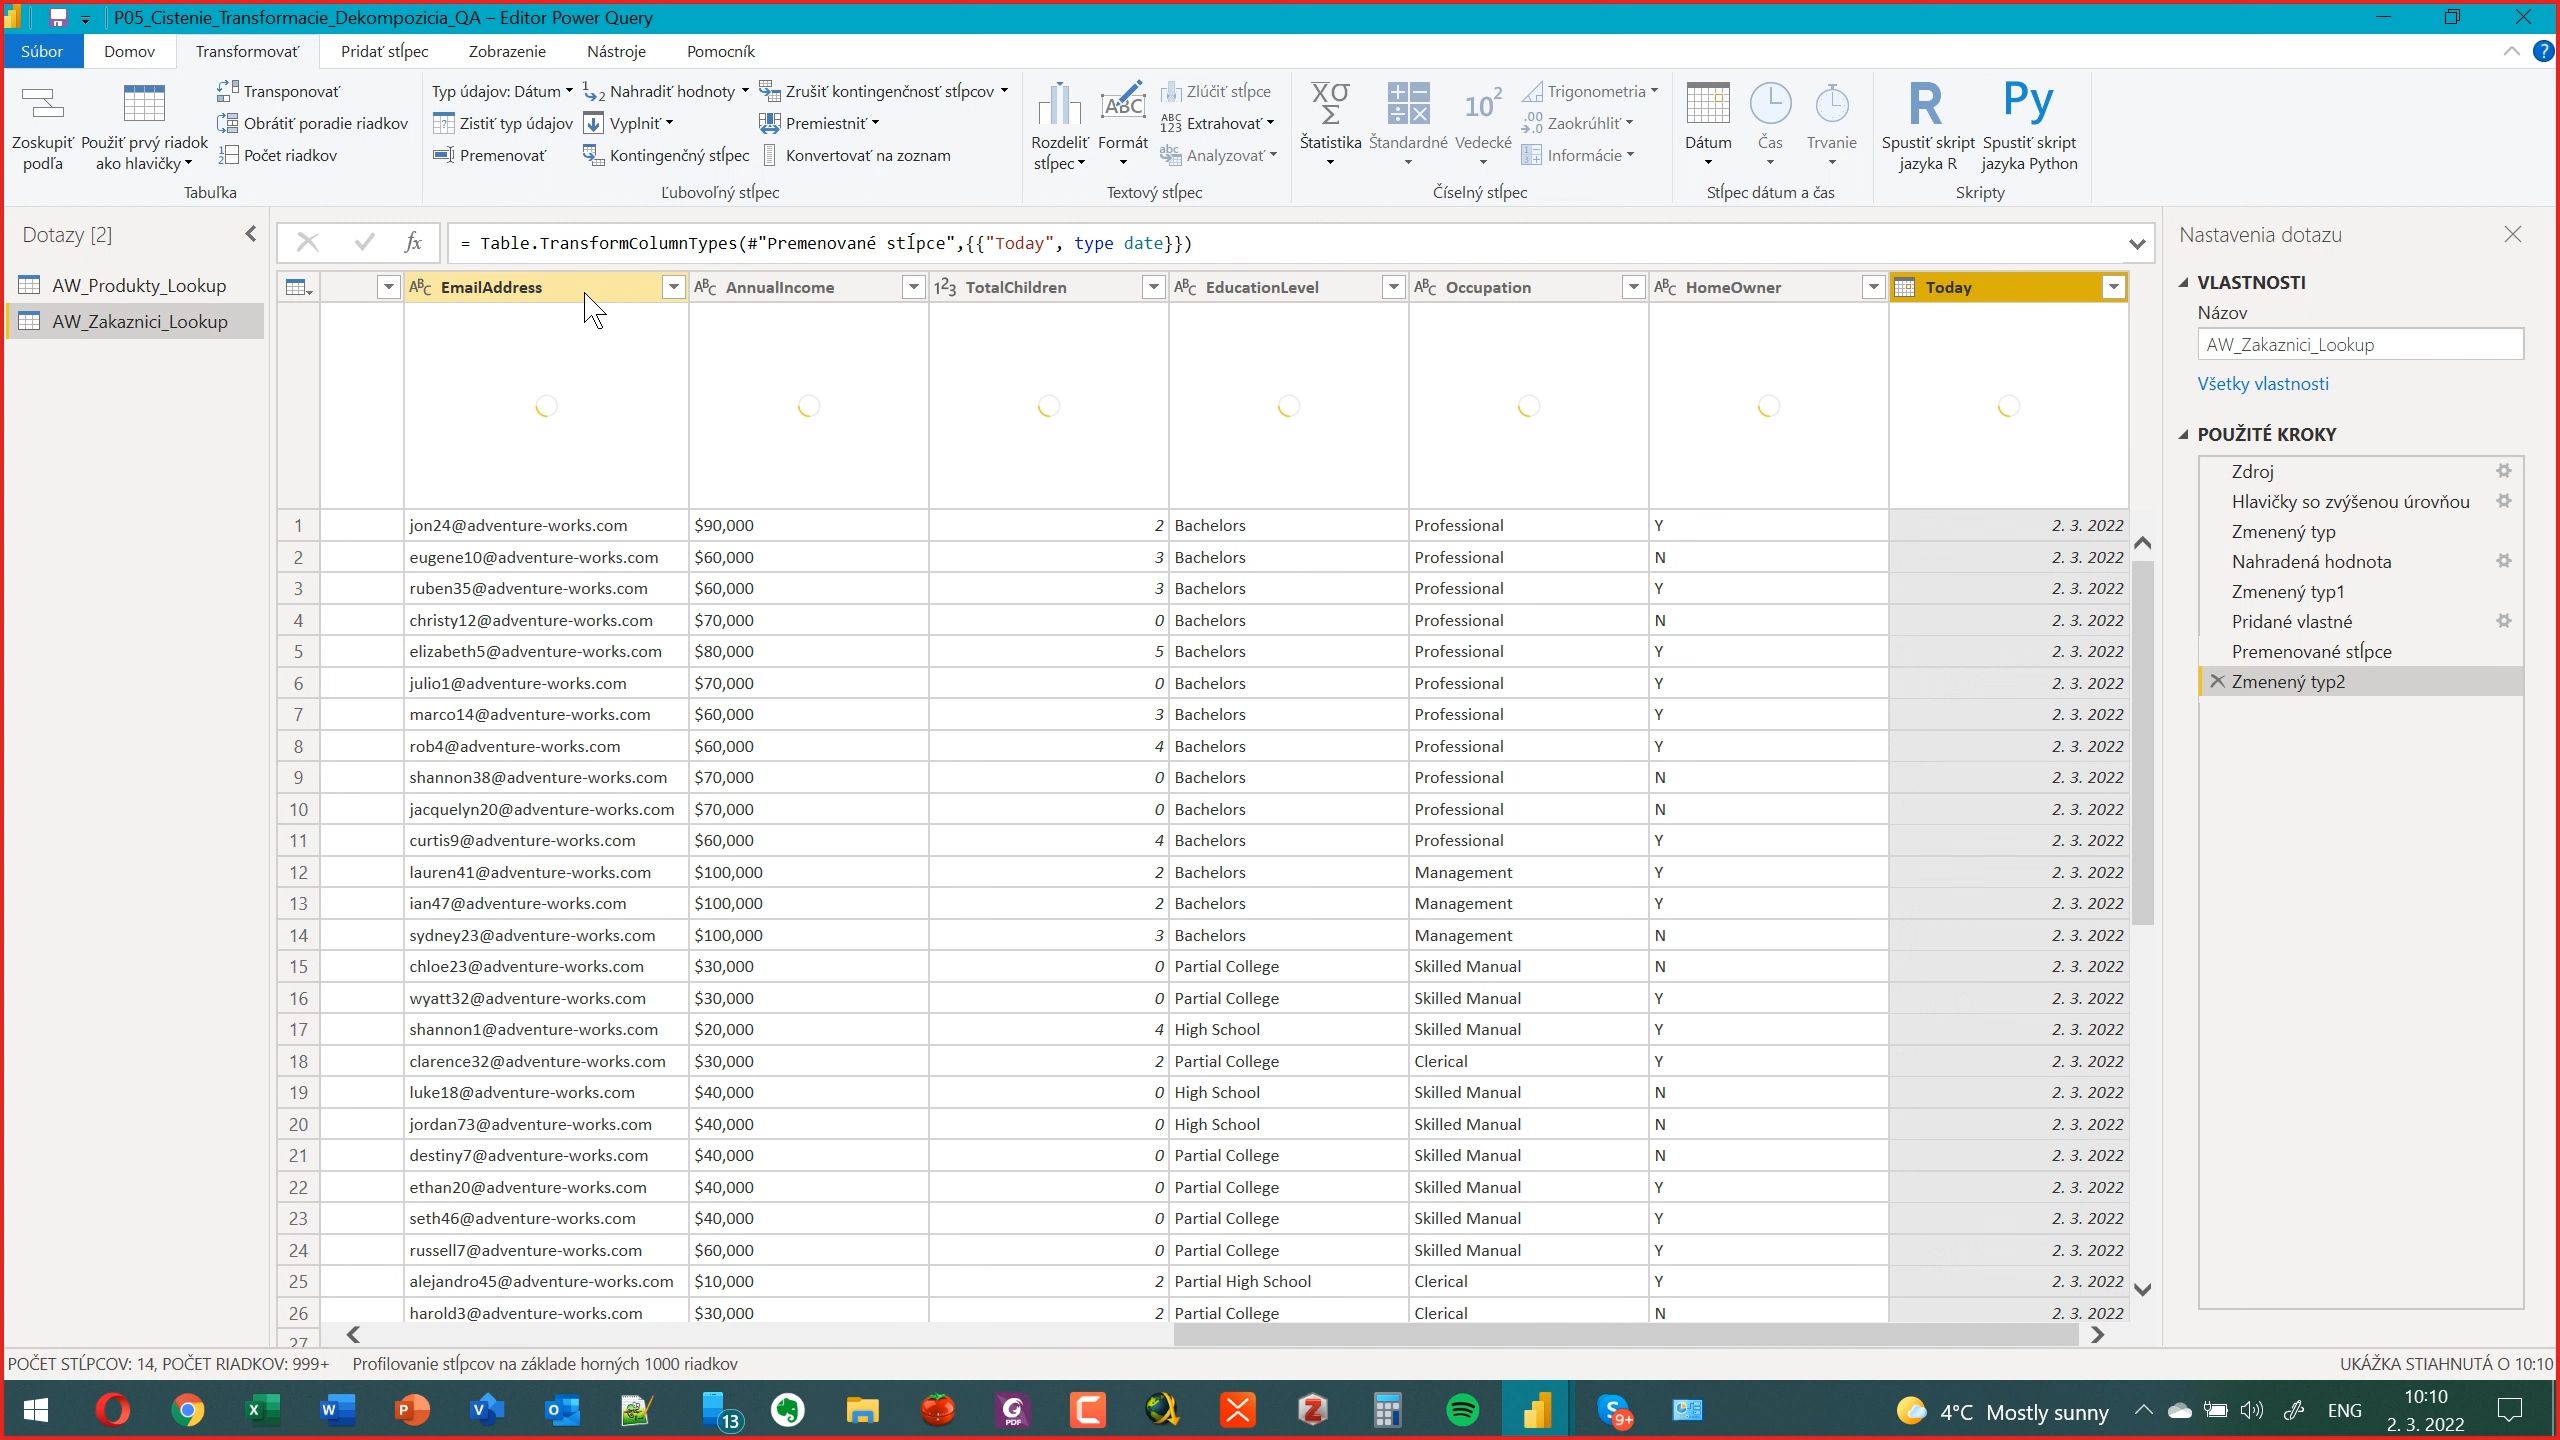 P05_Cistenie_Transformacie_Dekompozicia_QA – Editor Power Query
Súbor Domov Transformovať Pridať stĺpec Zobrazenie Nástroje Pomocník
Zoskupiť podľa
Použiť prvý riadok ako hlavičky
Transponovať
Obrátiť poradie riadkov
Počet riadkov
Tabuľka
Typ údajov: Dátum
Zistiť typ údajov
Premenovať
Nahradiť hodnoty
Vyplniť
Kontingenčný stĺpec
Zrušiť kontingenčnosť stĺpcov
Premiestniť
Konvertovať na zoznam
Ľubovoľný stĺpec
Rozdeliť stĺpec
Formát
Zlúčiť stĺpce
Extrahovať
Analyzovať
Textový stĺpec
Štatistika
Štandardné
Vedecké
Trigonometria
Zaokrúhliť
Informácie
Číselný stĺpec
Dátum
Čas
Trvanie
Stĺpec dátum a čas
Spustiť skript jazyka R
Spustiť skript jazyka Python
Skripty
Dotazy [2]
AW_Produkty_Lookup
AW_Zakaznici_Lookup
fx = Table.TransformColumnTypes(#"Premenované stĺpce",{{"Today", type date}})
EmailAddress AnnualIncome TotalChildren EducationLevel Occupation HomeOwner Today
1 jon24@adventure-works.com $90,000 2 Bachelors Professional Y 2. 3. 2022
2 eugene10@adventure-works.com $60,000 3 Bachelors Professional N 2. 3. 2022
3 ruben35@adventure-works.com $60,000 3 Bachelors Professional Y 2. 3. 2022
4 christy12@adventure-works.com $70,000 0 Bachelors Professional N 2. 3. 2022
5 elizabeth5@adventure-works.com $80,000 5 Bachelors Professional Y 2. 3. 2022
6 julio1@adventure-works.com $70,000 0 Bachelors Professional Y 2. 3. 2022
7 marco14@adventure-works.com $60,000 3 Bachelors Professional Y 2. 3. 2022
8 rob4@adventure-works.com $60,000 4 Bachelors Professional Y 2. 3. 2022
9 shannon38@adventure-works.com $70,000 0 Bachelors Professional N 2. 3. 2022
10 jacquelyn20@adventure-works.com $70,000 0 Bachelors Professional N 2. 3. 2022
11 curtis9@adventure-works.com $60,000 4 Bachelors Professional Y 2. 3. 2022
12 lauren41@adventure-works.com $100,000 2 Bachelors Management Y 2. 3. 2022
13 ian47@adventure-works.com $100,000 2 Bachelors Management Y 2. 3. 2022
14 sydney23@adventure-works.com $100,000 3 Bachelors Management N 2. 3. 2022
15 chloe23@adventure-works.com $30,000 0 Partial College Skilled Manual N 2. 3. 2022
16 wyatt32@adventure-works.com $30,000 0 Partial College Skilled Manual Y 2. 3. 2022
17 shannon1@adventure-works.com $20,000 4 High School Skilled Manual Y 2. 3. 2022
18 clarence32@adventure-works.com $30,000 2 Partial College Clerical Y 2. 3. 2022
19 luke18@adventure-works.com $40,000 0 High School Skilled Manual N 2. 3. 2022
20 jordan73@adventure-works.com $40,000 0 High School Skilled Manual N 2. 3. 2022
21 destiny7@adventure-works.com $40,000 0 Partial College Skilled Manual N 2. 3. 2022
22 ethan20@adventure-works.com $40,000 0 Partial College Skilled Manual Y 2. 3. 2022
23 seth46@adventure-works.com $40,000 0 Partial College Skilled Manual Y 2. 3. 2022
24 russell7@adventure-works.com $60,000 0 Partial College Skilled Manual Y 2. 3. 2022
25 alejandro45@adventure-works.com $10,000 2 Partial High School Clerical Y 2. 3. 2022
26 harold3@adventure-works.com $30,000 2 Partial College Clerical N 2. 3. 2022
27
Nastavenia dotazu
VLASTNOSTI
Názov
AW_Zakaznici_Lookup
Všetky vlastnosti
POUŽITÉ KROKY
Zdroj
Hlavičky so zvýšenou úrovňou
Zmenený typ
Nahradená hodnota
Zmenený typ1
Pridané vlastné
Premenované stĺpce
Zmenený typ2
POČET STĹPCOV: 14, POČET RIADKOV: 999+ Profilovanie stĺpcov na základe horných 1000 riadkov
UKÁŽKA STIAHNUTÁ O 10:10
13
9+
4°C Mostly sunny
ENG
10:10
2. 3. 2022